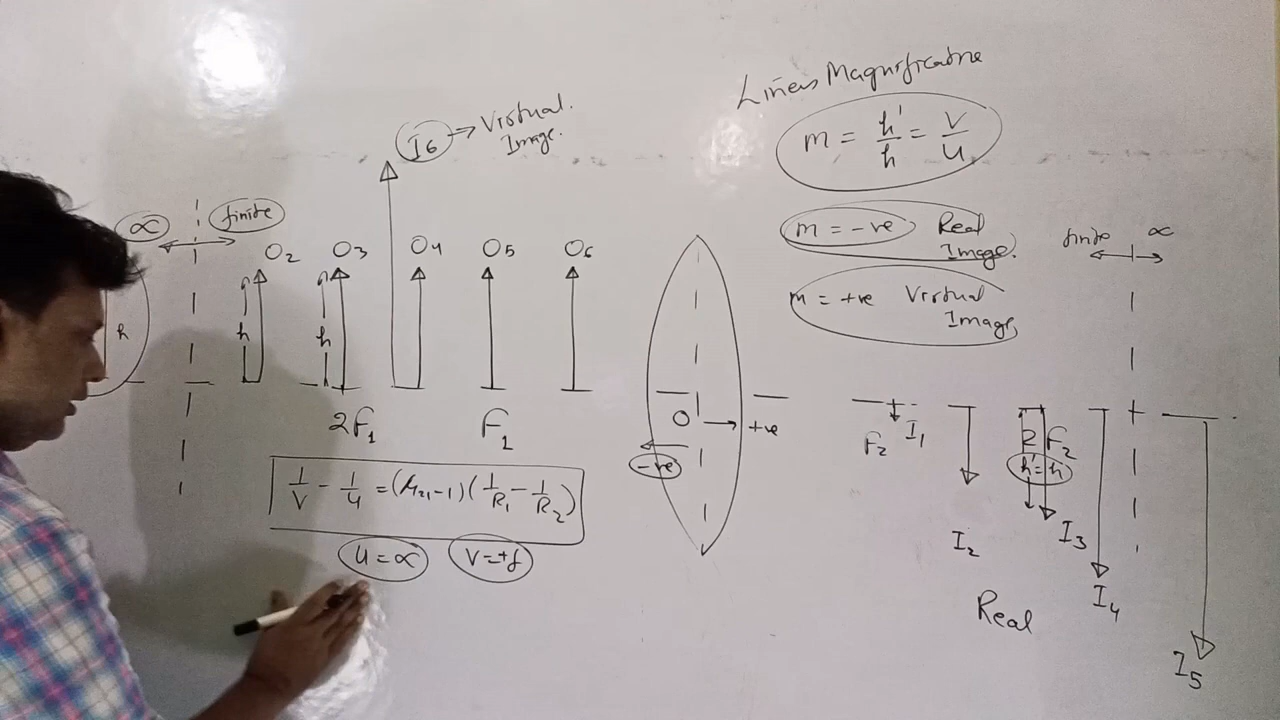 Linear Magnification
m = h'/h = v/u
I6 → Virtual
Image.
∝ finite
O2 O3 O4 O5 O6
m = -ve Real
Image.
finite ∝
m = +ve Virtual
Image,
h h h
2F1 F1
O +ve
-ve
F2 I1
2F2
h'=h
1/v - 1/u = (μ21-1)(1/R1 - 1/R2)
u=∝ v=+f
I2 I3
I4
Real
I5